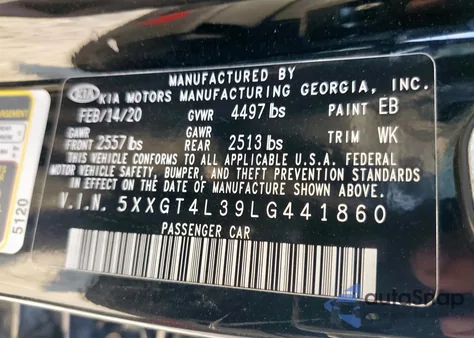 MANUFACTURED BY
KIA KIA MOTORS MANUFACTURING GEORGIA, INC.
FEB/14/20 GVWR 4497 lbs PAINT EB
GAWR FRONT 2557 lbs GAWR REAR 2513 lbs TRIM WK
THIS VEHICLE CONFORMS TO ALL APPLICABLE U.S.A. FEDERAL
MOTOR VEHICLE SAFETY, BUMPER, AND THEFT PREVENTION STANDARDS
IN EFFECT ON THE DATE OF MANUFACTURE SHOWN ABOVE.
V.I.N. 5XXGT4L39LG441860
PASSENGER CAR
5120
autoSnap